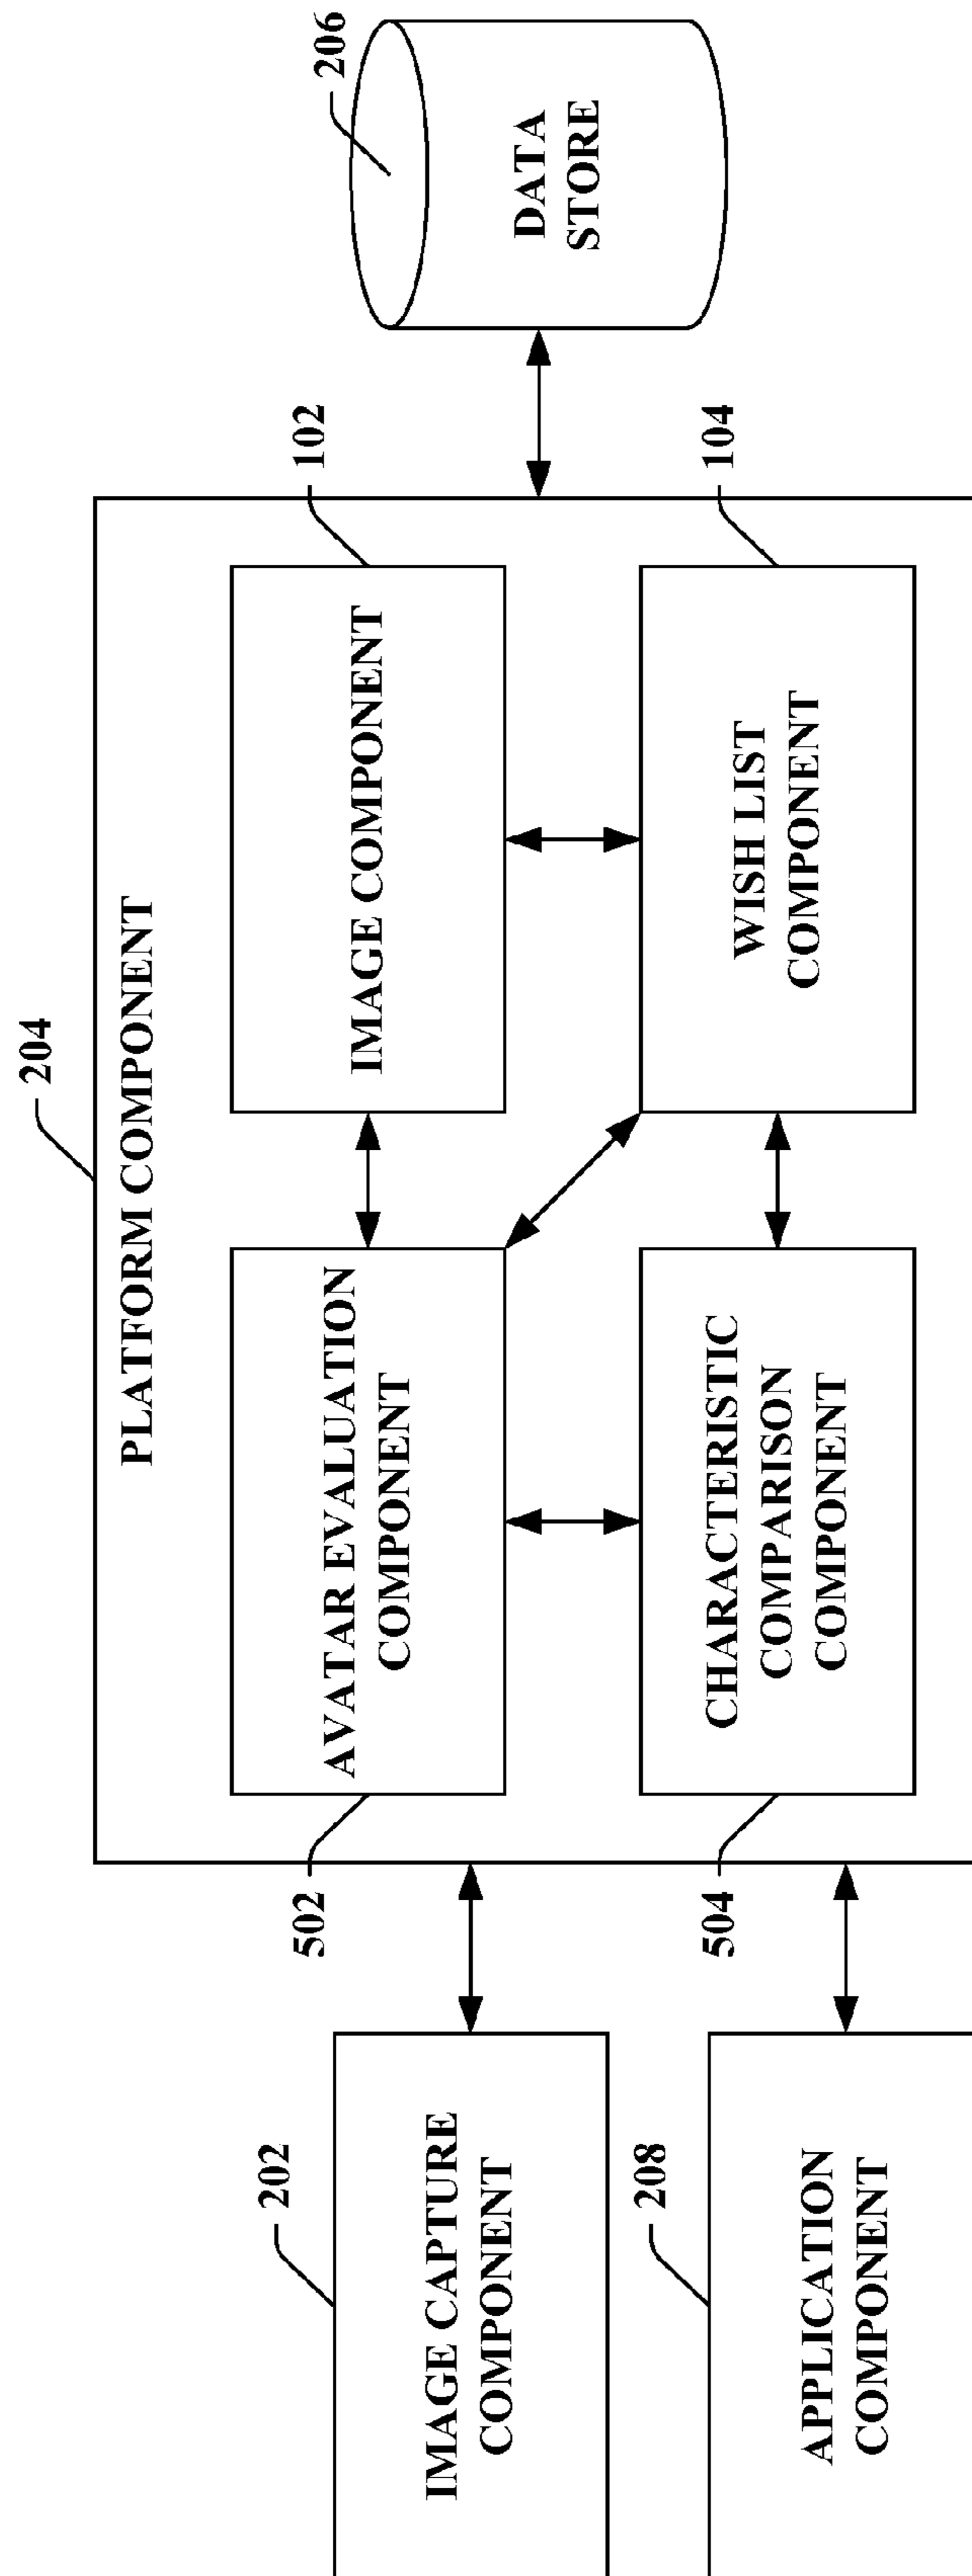 204
PLATFORM COMPONENT
202
IMAGE CAPTURE
COMPONENT
208
APPLICATION
COMPONENT
502
AVATAR EVALUATION
COMPONENT
504
CHARACTERISTIC
COMPARISON
COMPONENT
102
IMAGE COMPONENT
104
WISH LIST
COMPONENT
206
DATA
STORE